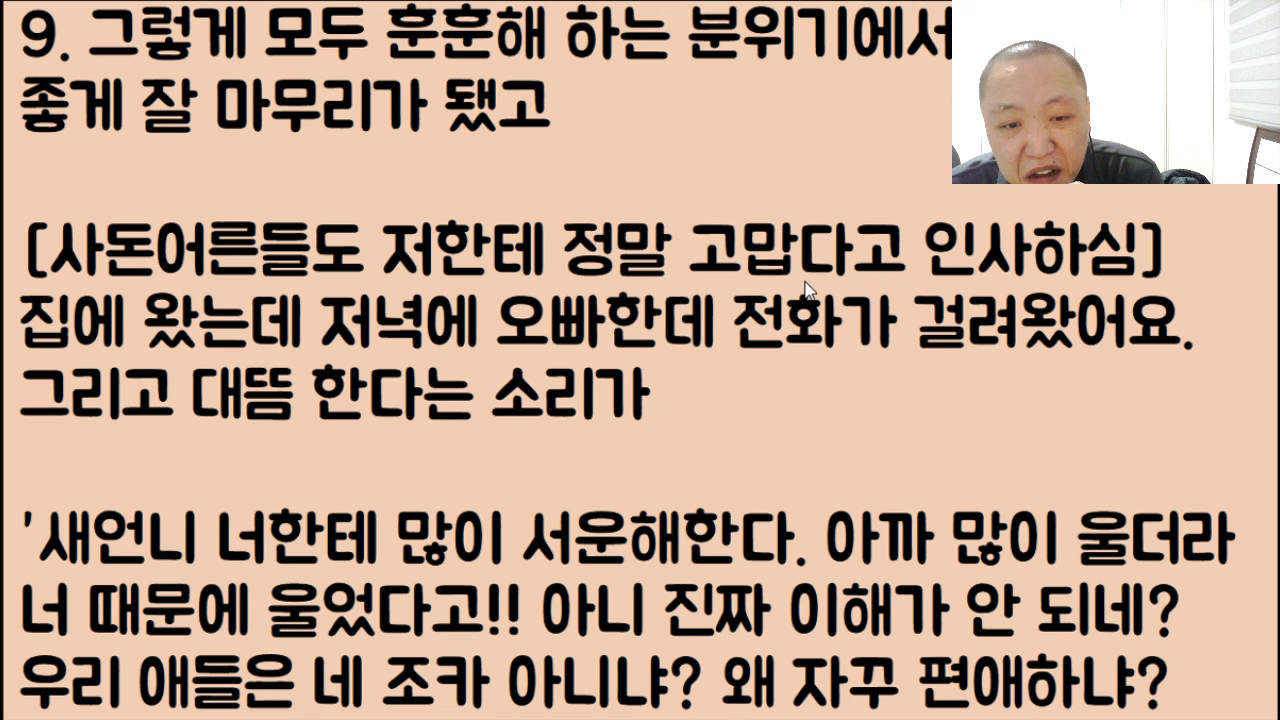 9. 그렇게 모두 훈훈해 하는 분위기에서
좋게 잘 마무리가 됐고
[사돈어른들도 저한테 정말 고맙다고 인사하심]
집에 왔는데 저녁에 오빠한데 전화가 걸려왔어요.
그리고 대뜸 한다는 소리가
'새언니 너한테 많이 서운해한다. 아까 많이 울더라
너 때문에 울었다고!! 아니 진짜 이해가 안 되네?
우리 애들은 네 조카 아니냐? 왜 자꾸 편애하냐?